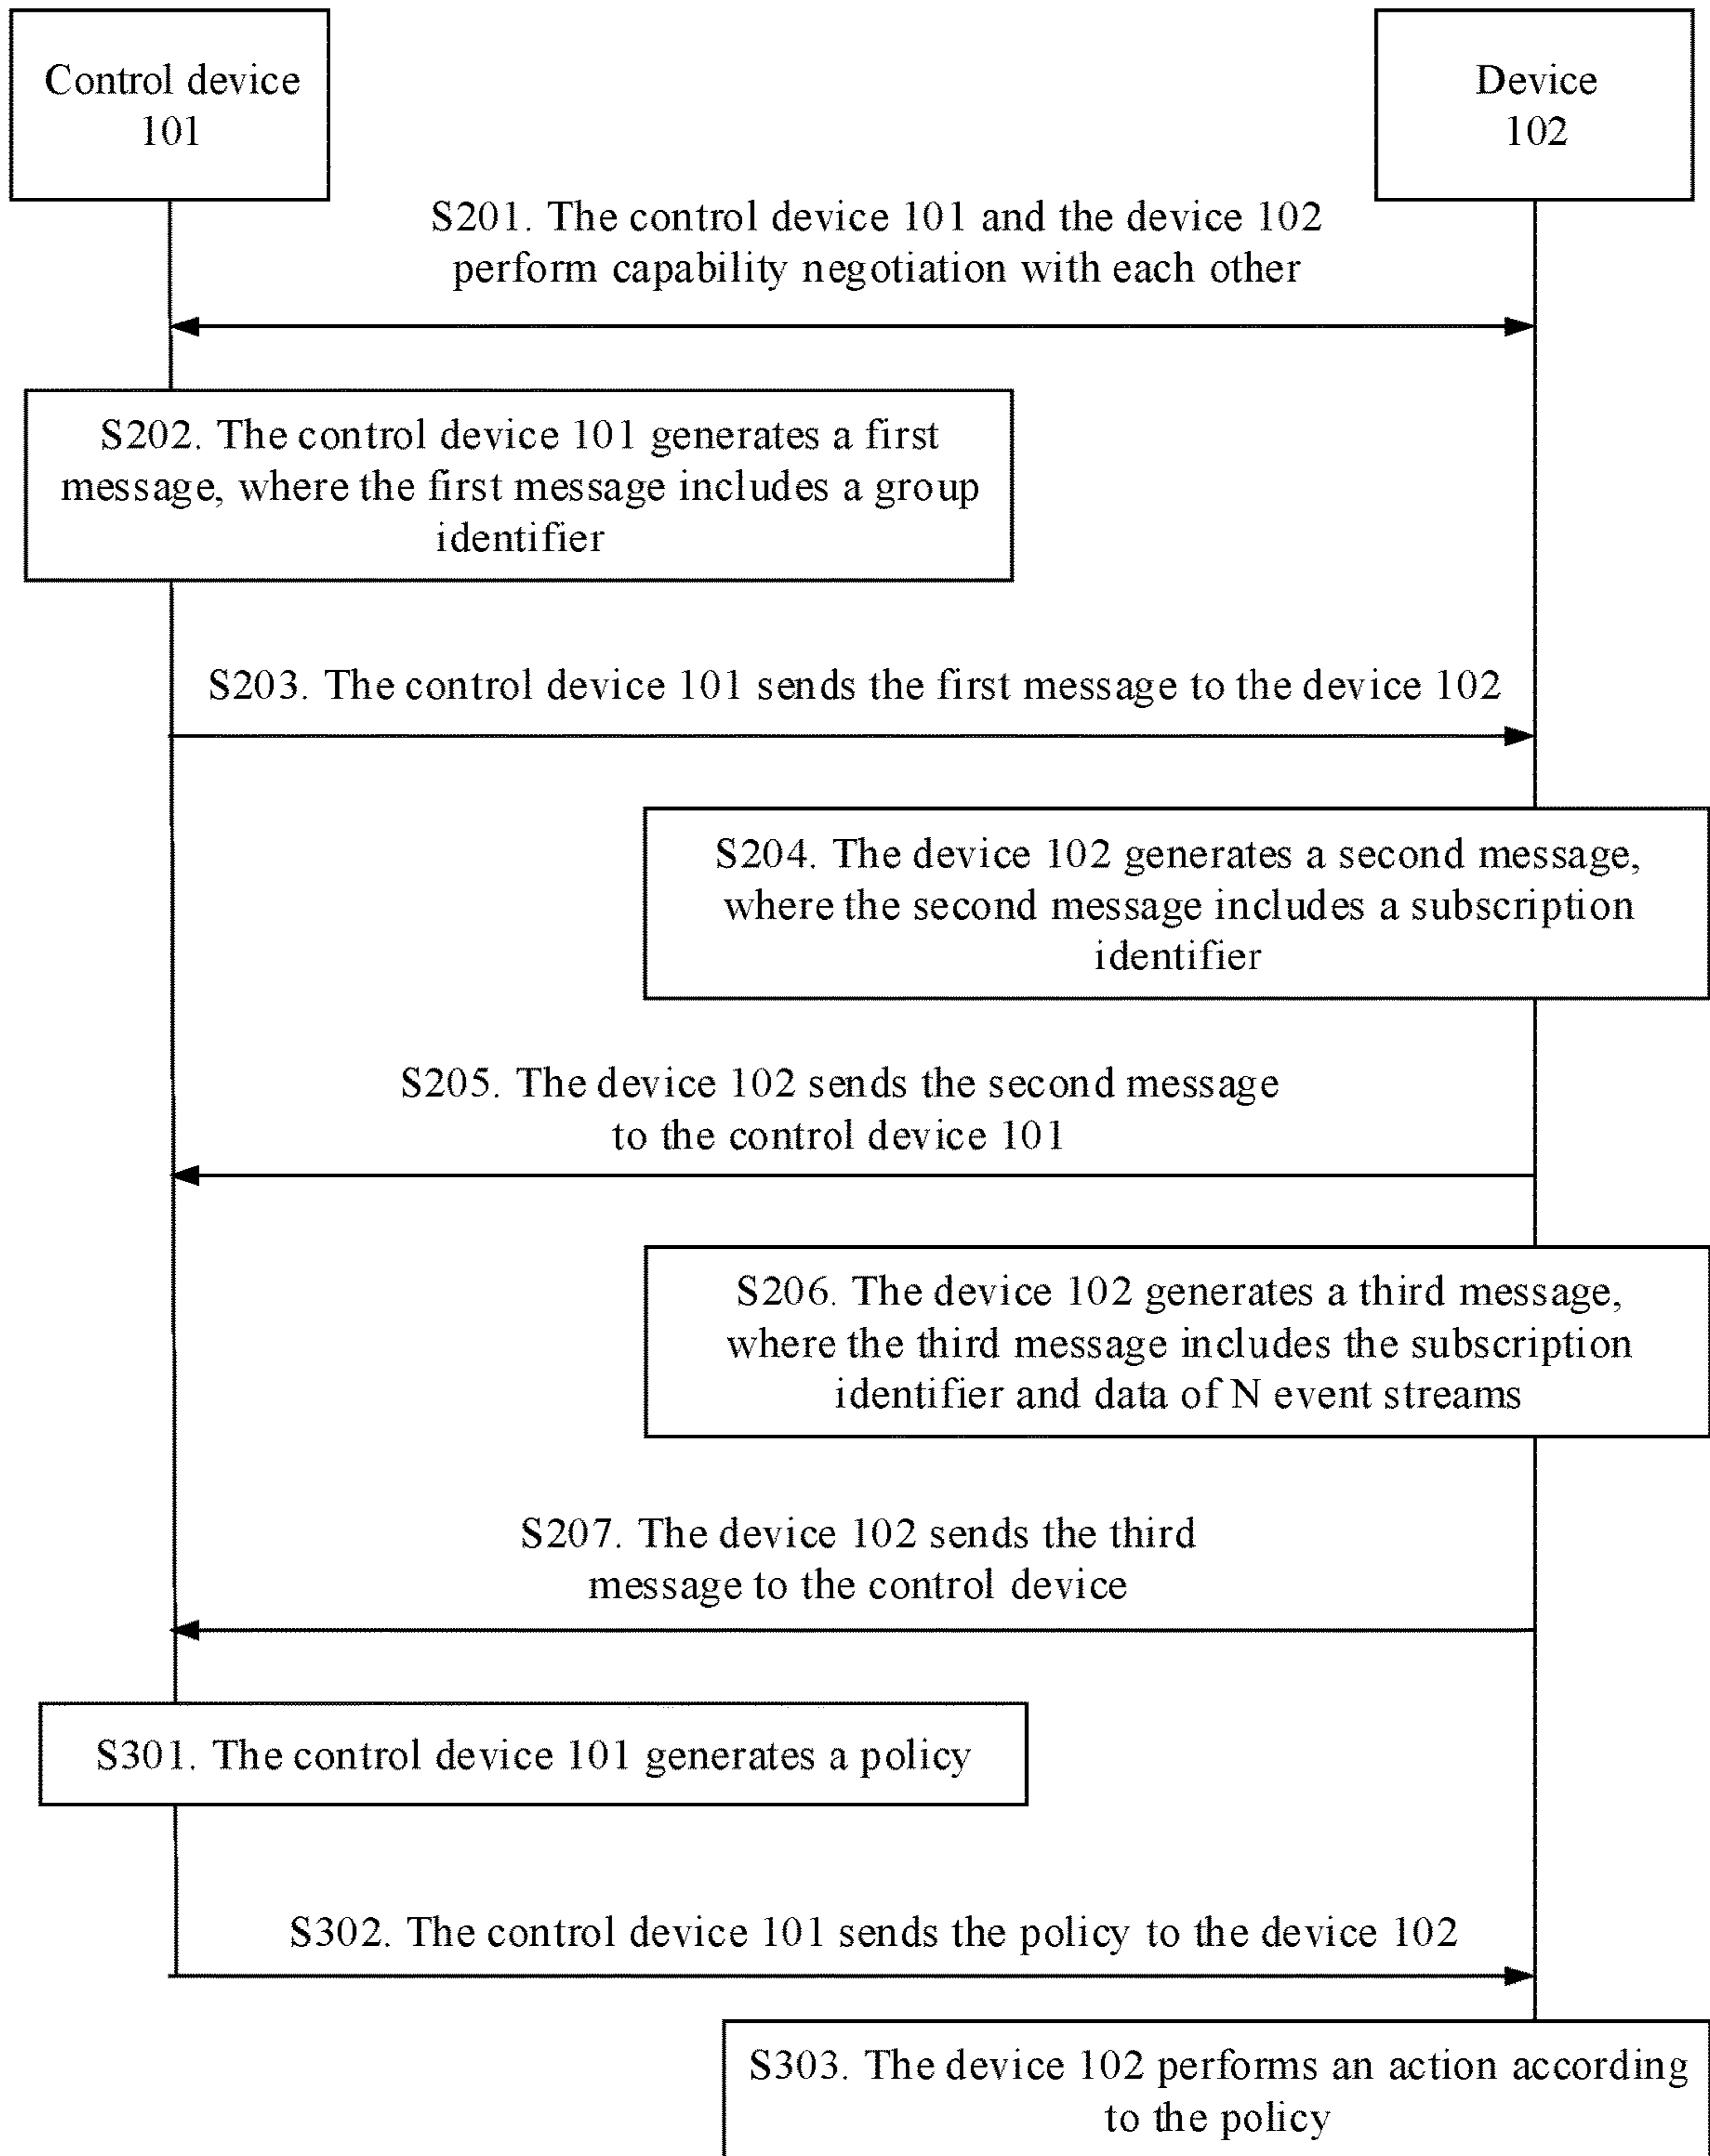 Control device
101
Device
102
S201. The control device 101 and the device 102
perform capability negotiation with each other
S202. The control device 101 generates a first
message, where the first message includes a group
identifier
S203. The control device 101 sends the first message to the device 102
S204. The device 102 generates a second message,
where the second message includes a subscription
identifier
S205. The device 102 sends the second message
to the control device 101
S206. The device 102 generates a third message,
where the third message includes the subscription
identifier and data of N event streams
S207. The device 102 sends the third
message to the control device
S301. The control device 101 generates a policy
S302. The control device 101 sends the policy to the device 102
S303. The device 102 performs an action according
to the policy